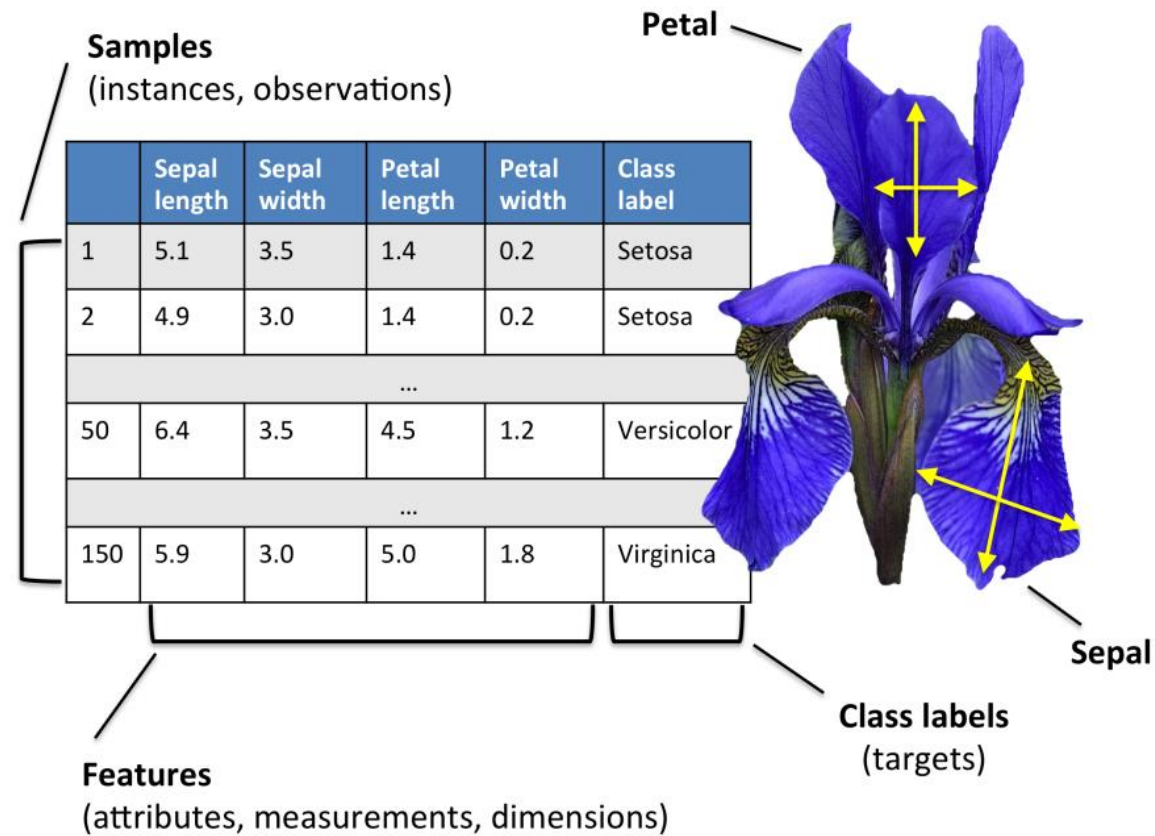 Samples
(instances, observations)
Petal
Sepal length Sepal width Petal length Petal width Class label
1 5.1 3.5 1.4 0.2 Setosa
2 4.9 3.0 1.4 0.2 Setosa
...
50 6.4 3.5 4.5 1.2 Versicolor
...
150 5.9 3.0 5.0 1.8 Virginica
Sepal
Class labels
(targets)
Features
(attributes, measurements, dimensions)